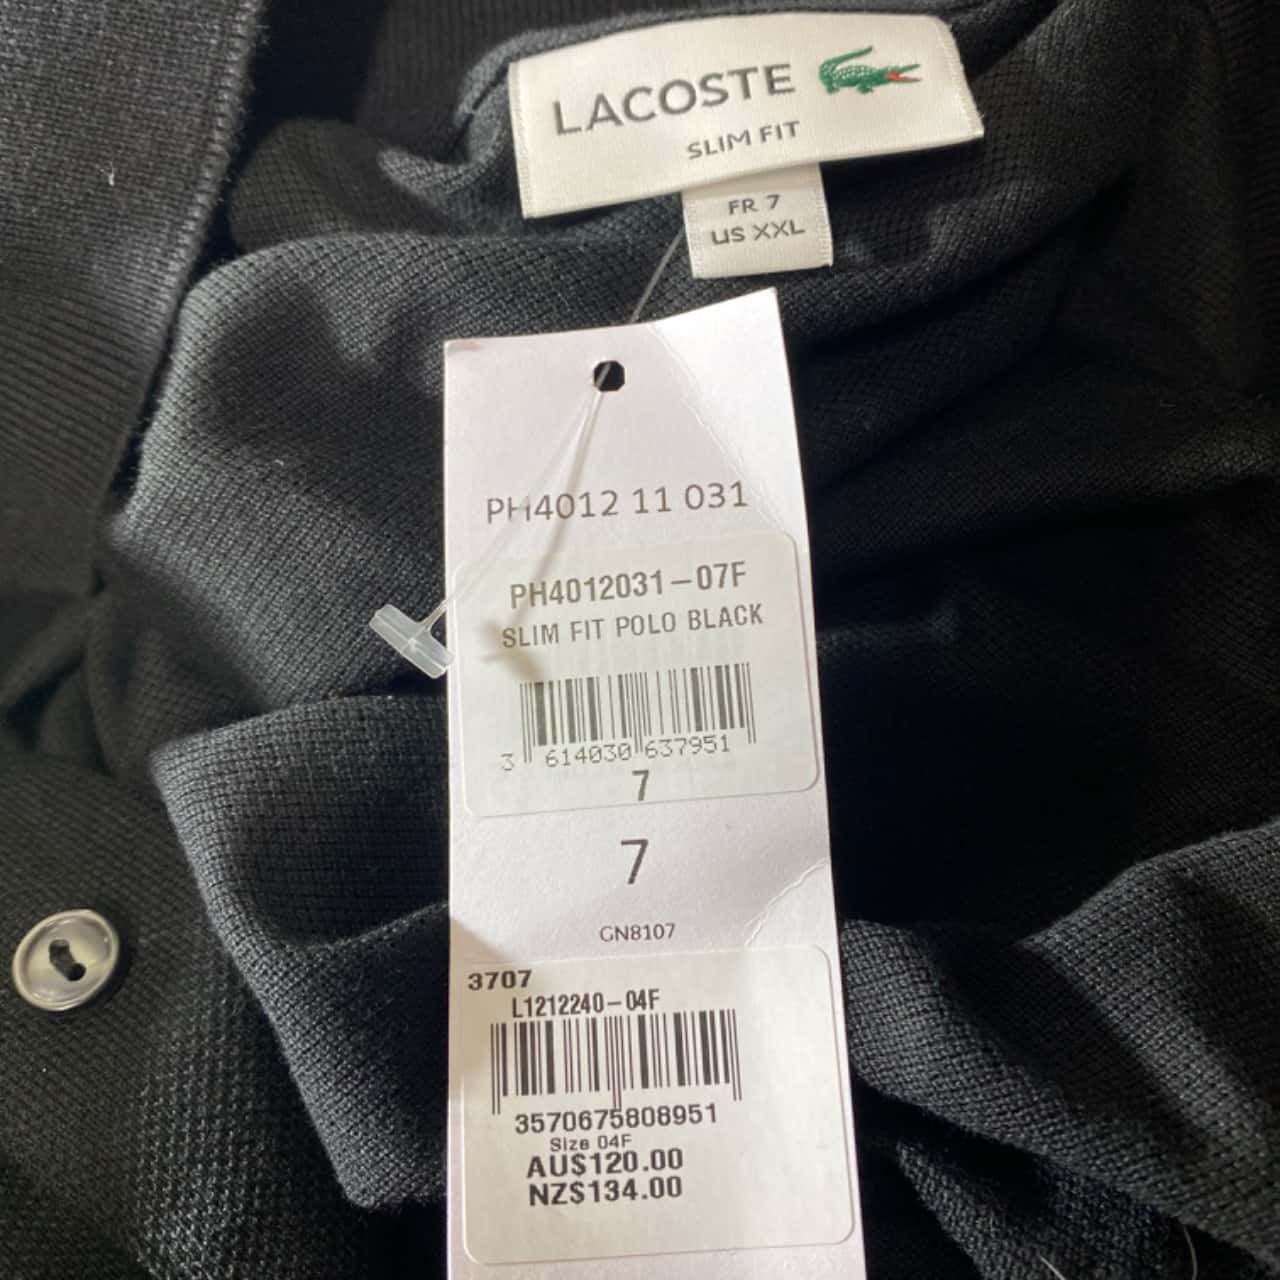 LACOSTE
SLIM FIT
FR 7
US XXL
PH4012 11 031
PH4012031-07F
SLIM FIT POLO BLACK
3 614030 637951
7
7
GN8107
3707
L1212240-04F
3570675808951
Size 04F
AU$120.00
NZ$134.00